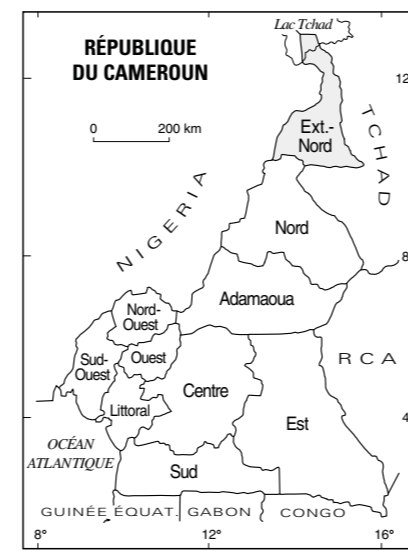 Lac Tchad
RÉPUBLIQUE
DU CAMEROUN
0 200 km
12
Ext.-
Nord
TCHAD
NIGERIA
Nord
8
Adamaoua
Nord-
Ouest
Sud-
Ouest
Ouest
RCA
Centre
Littoral
Est
4
OCÉAN
ATLANTIQUE
Sud
GUINÉE ÉQUAT. GABON CONGO
8° 12° 16°